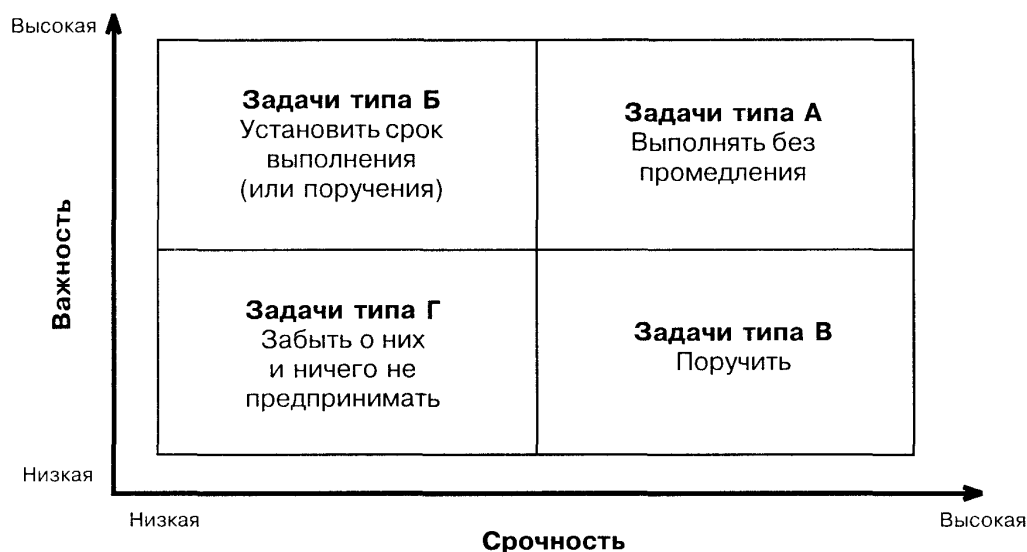 Высокая
Задачи типа Б
Установить срок
выполнения
(или поручения)
Задачи типа А
Выполнять без
промедления
Важность
Задачи типа Г
Забыть о них
и ничего не
предпринимать
Задачи типа В
Поручить
Низкая
Низкая
Высокая
Срочность